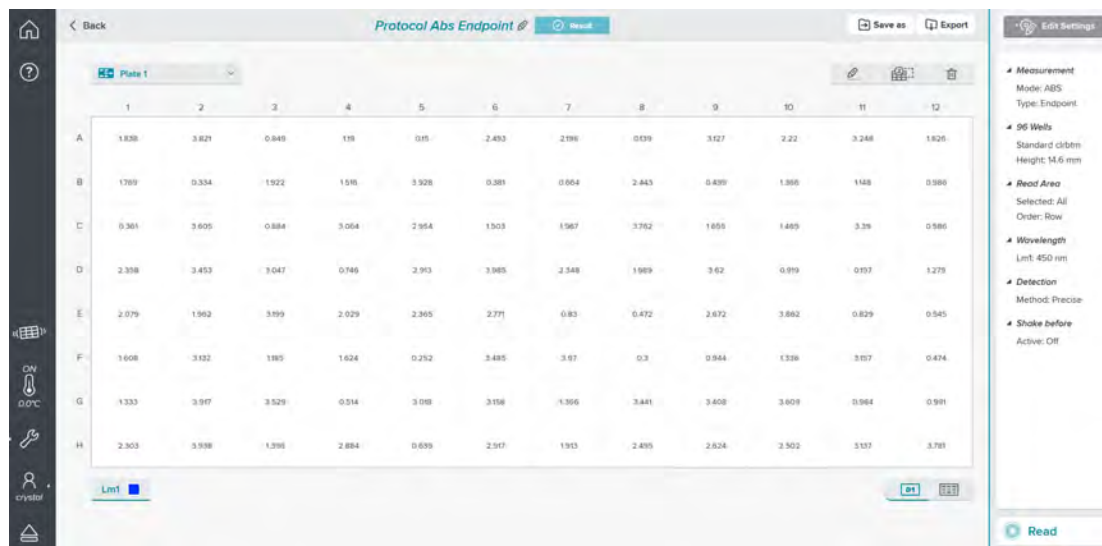 Back
Protocol Abs Endpoint
Result
Save as
Export
Edit Settings
Plate 1
1 2 3 4 5 6 7 8 9 10 11 12
A 1.838 3.821 0.849 1.19 0.15 2.493 2.198 0.139 3.127 2.22 3.248 1.826
B 1.769 0.334 1.922 1.516 3.928 0.381 0.664 2.443 0.499 1.366 1.148 0.986
C 0.361 3.605 0.884 3.064 2.954 1.503 1.967 3.762 1.655 1.469 3.39 0.586
D 2.358 3.453 3.047 0.746 2.913 3.985 2.348 1.989 3.62 0.919 0.197 1.279
E 2.079 1.962 3.199 2.029 2.365 2.771 0.83 0.472 2.672 3.862 0.829 0.545
F 1.608 3.132 1.185 1.624 0.252 3.485 3.97 0.3 0.944 1.338 3.157 0.474
G 1.333 3.917 3.529 0.514 3.018 3.158 1.366 3.441 3.408 3.609 0.964 0.991
H 2.303 3.938 1.398 2.884 0.699 2.917 1.913 2.495 2.624 2.502 3.137 3.781
Lm1
ON
0.0°C
crystal
Measurement
Mode: ABS
Type: Endpoint
96 Wells
Standard clrbtm
Height: 14.6 mm
Read Area
Selected: All
Order: Row
Wavelength
Lm1: 450 nm
Detection
Method: Precise
Shake before
Active: Off
Read